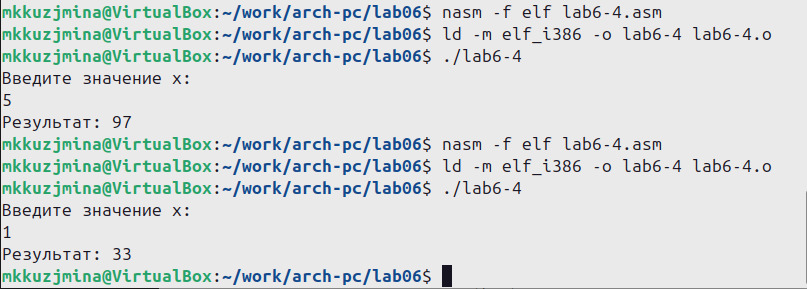 mkkuzjmina@VirtualBox:~/work/arch-pc/lab06$ nasm -f elf lab6-4.asm
mkkuzjmina@VirtualBox:~/work/arch-pc/lab06$ ld -m elf_i386 -o lab6-4 lab6-4.o
mkkuzjmina@VirtualBox:~/work/arch-pc/lab06$ ./lab6-4
Введите значение x:
5
Результат: 97
mkkuzjmina@VirtualBox:~/work/arch-pc/lab06$ nasm -f elf lab6-4.asm
mkkuzjmina@VirtualBox:~/work/arch-pc/lab06$ ld -m elf_i386 -o lab6-4 lab6-4.o
mkkuzjmina@VirtualBox:~/work/arch-pc/lab06$ ./lab6-4
Введите значение x:
1
Результат: 33
mkkuzjmina@VirtualBox:~/work/arch-pc/lab06$